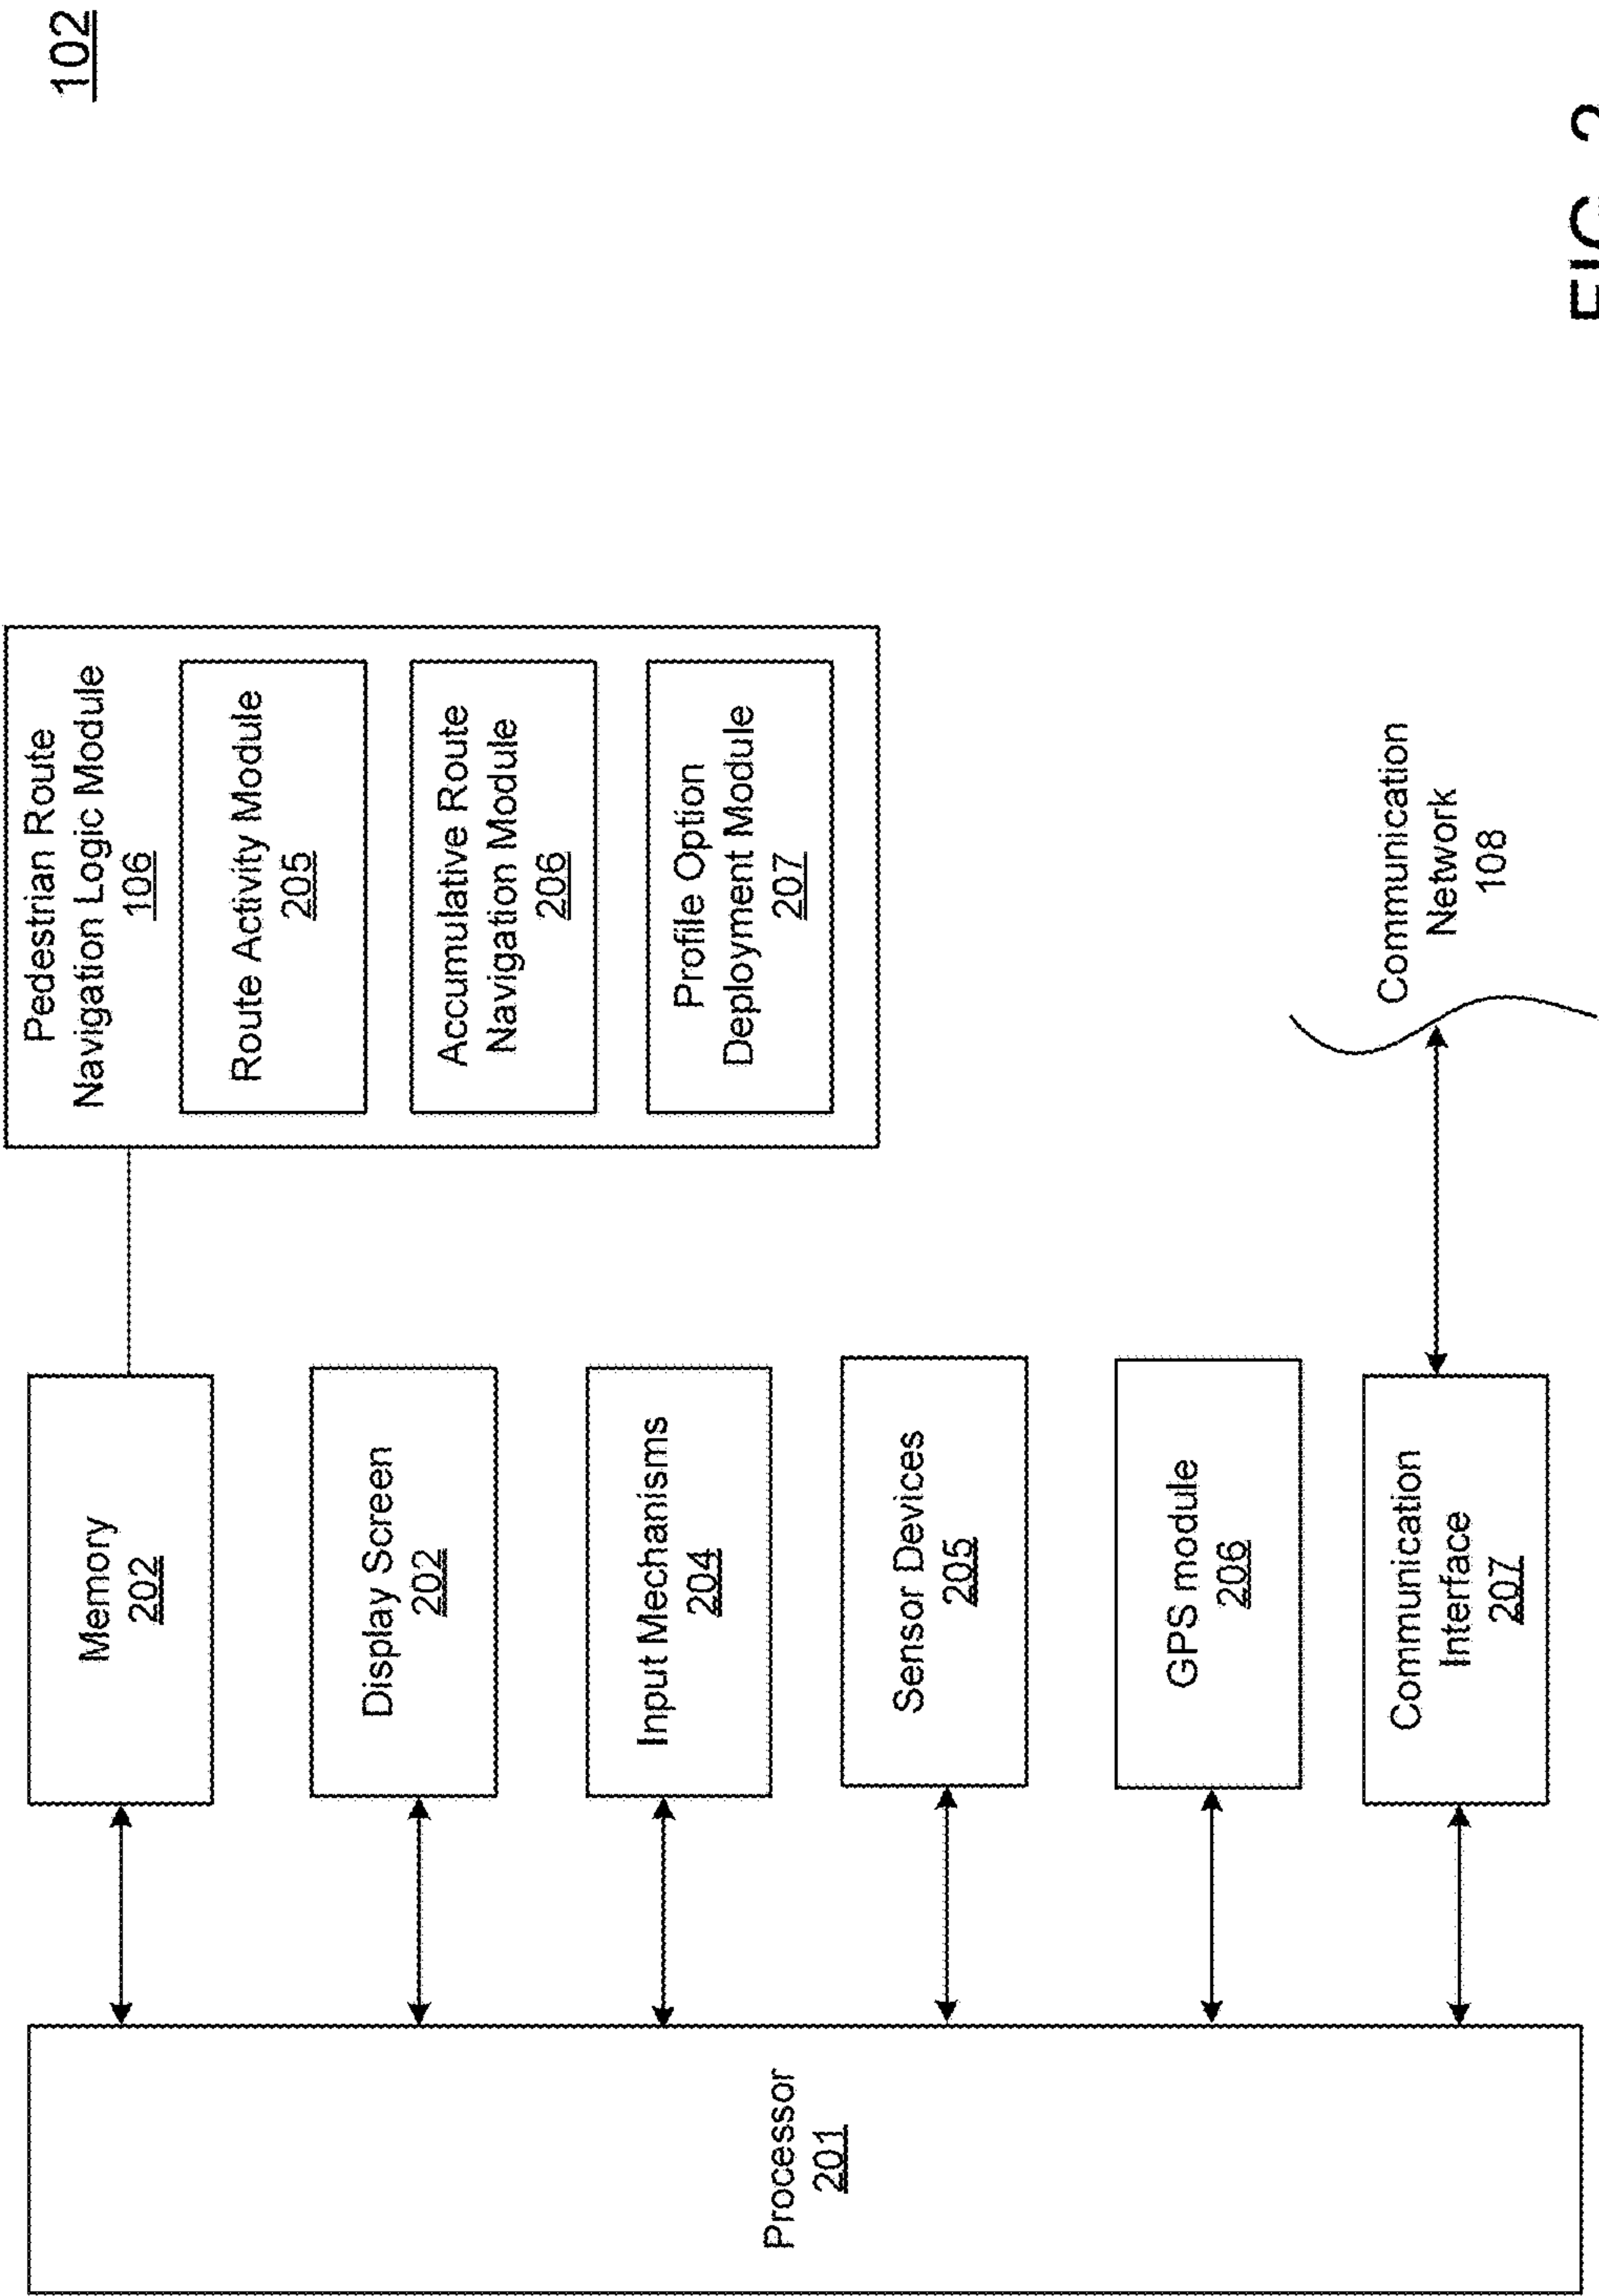 102
Pedestrian Route
Navigation Logic Module
106
Route Activity Module
205
Accumulative Route
Navigation Module
206
Profile Option
Deployment Module
207
Memory
202
Display Screen
202
Input Mechanisms
204
Sensor Devices
205
GPS module
206
Communication
Interface
207
Communication
Network
108
Processor
201
FIG. 2